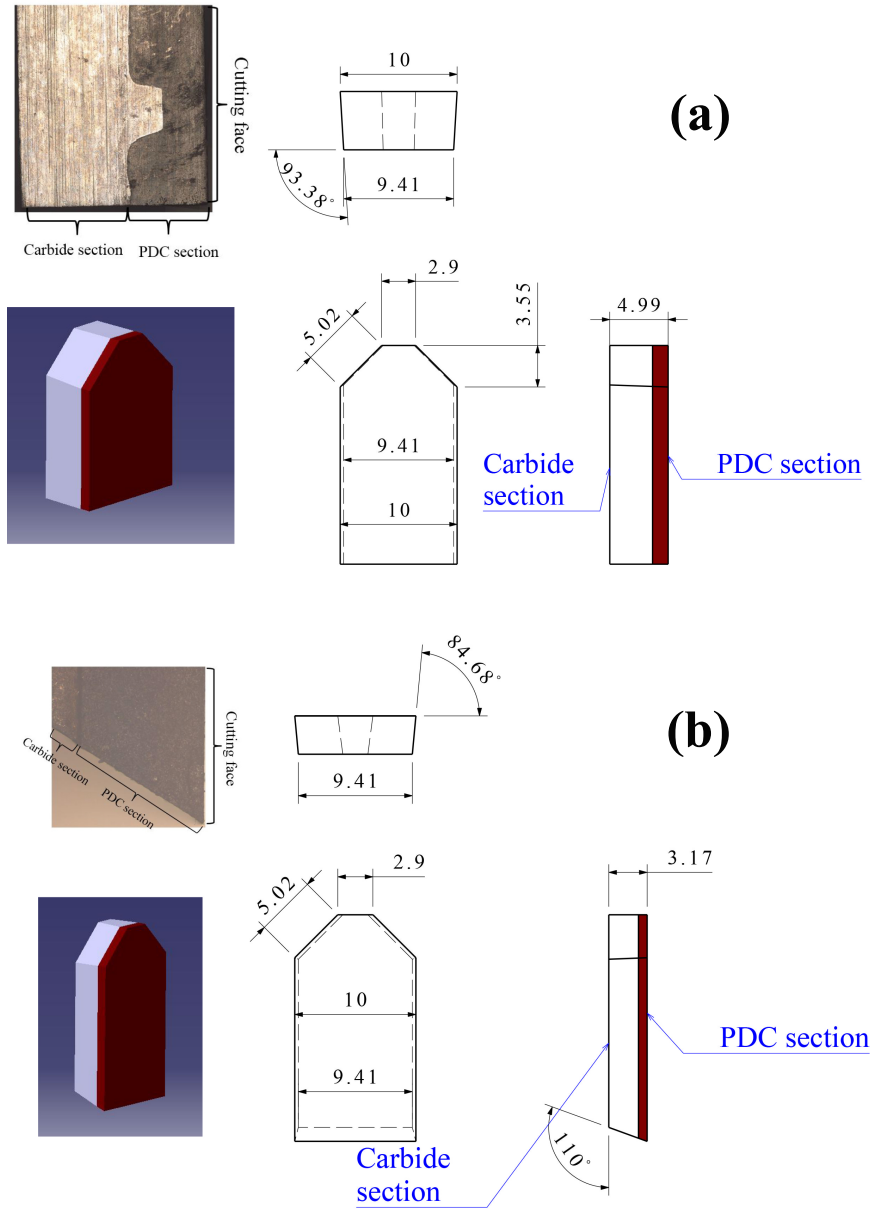 Cutting face
Carbide section
PDC section
10
93.38°
9.41
(a)
2.9
5.02
3.55
4.99
9.41
10
Carbide
section
PDC section
Cutting face
Carbide section
PDC section
84.68°
9.41
(b)
2.9
5.02
3.17
10
9.41
PDC section
110°
Carbide
section